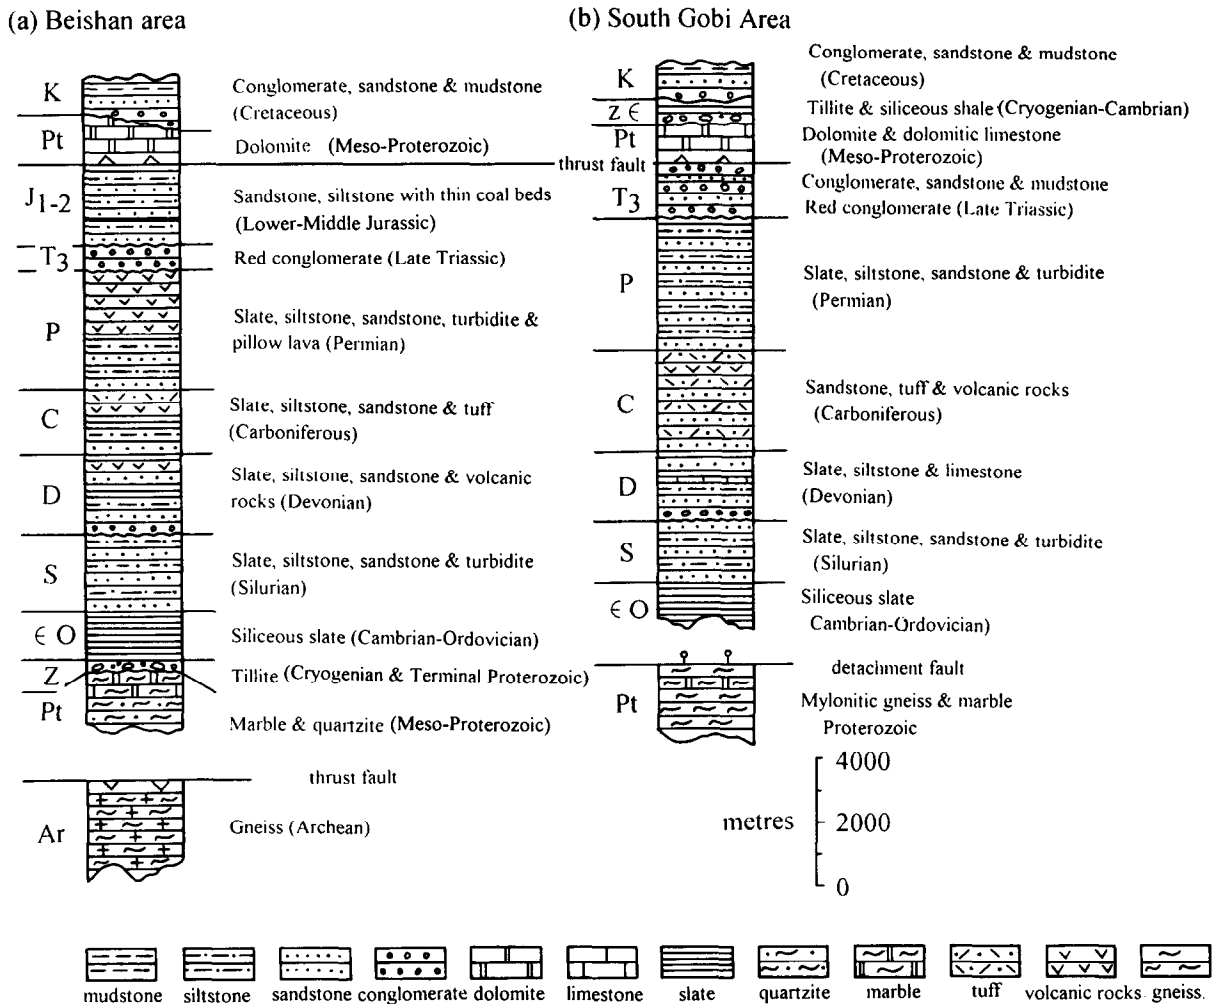 (a) Beishan area
K
Conglomerate, sandstone & mudstone
(Cretaceous)
Pt
Dolomite (Meso-Proterozoic)
J1-2
Sandstone, siltstone with thin coal beds
(Lower-Middle Jurassic)
T3
Red conglomerate (Late Triassic)
P
Slate, siltstone, sandstone, turbidite &
pillow lava (Permian)
C
Slate, siltstone, sandstone & tuff
(Carboniferous)
D
Slate, siltstone, sandstone & volcanic
rocks (Devonian)
S
Slate, siltstone, sandstone & turbidite
(Silurian)
∈ O
Siliceous slate (Cambrian-Ordovician)
Z
Tillite (Cryogenian & Terminal Proterozoic)
Pt
Marble & quartzite (Meso-Proterozoic)
thrust fault
Ar
Gneiss (Archean)
(b) South Gobi Area
K
Conglomerate, sandstone & mudstone
(Cretaceous)
Z ∈
Tillite & siliceous shale (Cryogenian-Cambrian)
Pt
Dolomite & dolomitic limestone
(Meso-Proterozoic)
thrust fault
T3
Conglomerate, sandstone & mudstone
Red conglomerate (Late Triassic)
P
Slate, siltstone, sandstone & turbidite
(Permian)
C
Sandstone, tuff & volcanic rocks
(Carboniferous)
D
Slate, siltstone & limestone
(Devonian)
S
Slate, siltstone, sandstone & turbidite
(Silurian)
∈ O
Siliceous slate
Cambrian-Ordovician)
detachment fault
Pt
Mylonitic gneiss & marble
Proterozoic
4000
metres 2000
0
mudstone siltstone sandstone conglomerate dolomite limestone slate quartzite marble tuff volcanic rocks gneiss.